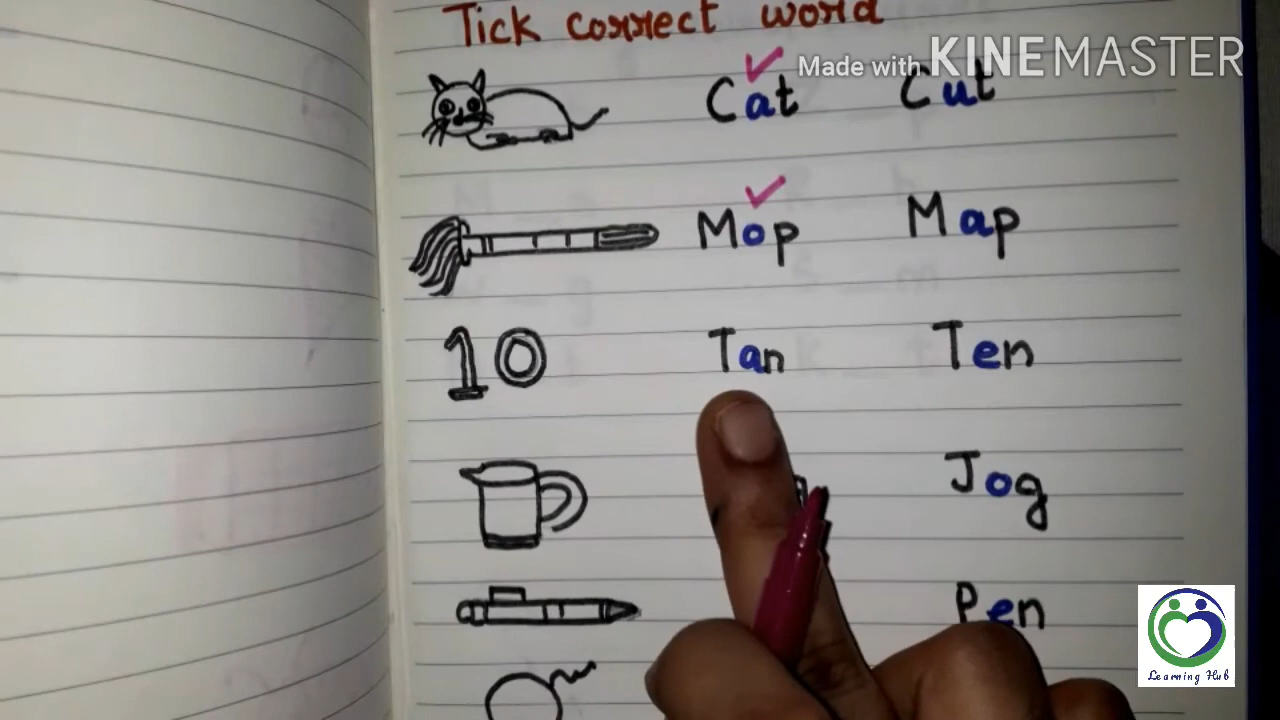 Tick correct word
Made with KINEMASTER
Cat Cut
Mop Map
10 Tan Ten
Jog
Pen
Learning Hub